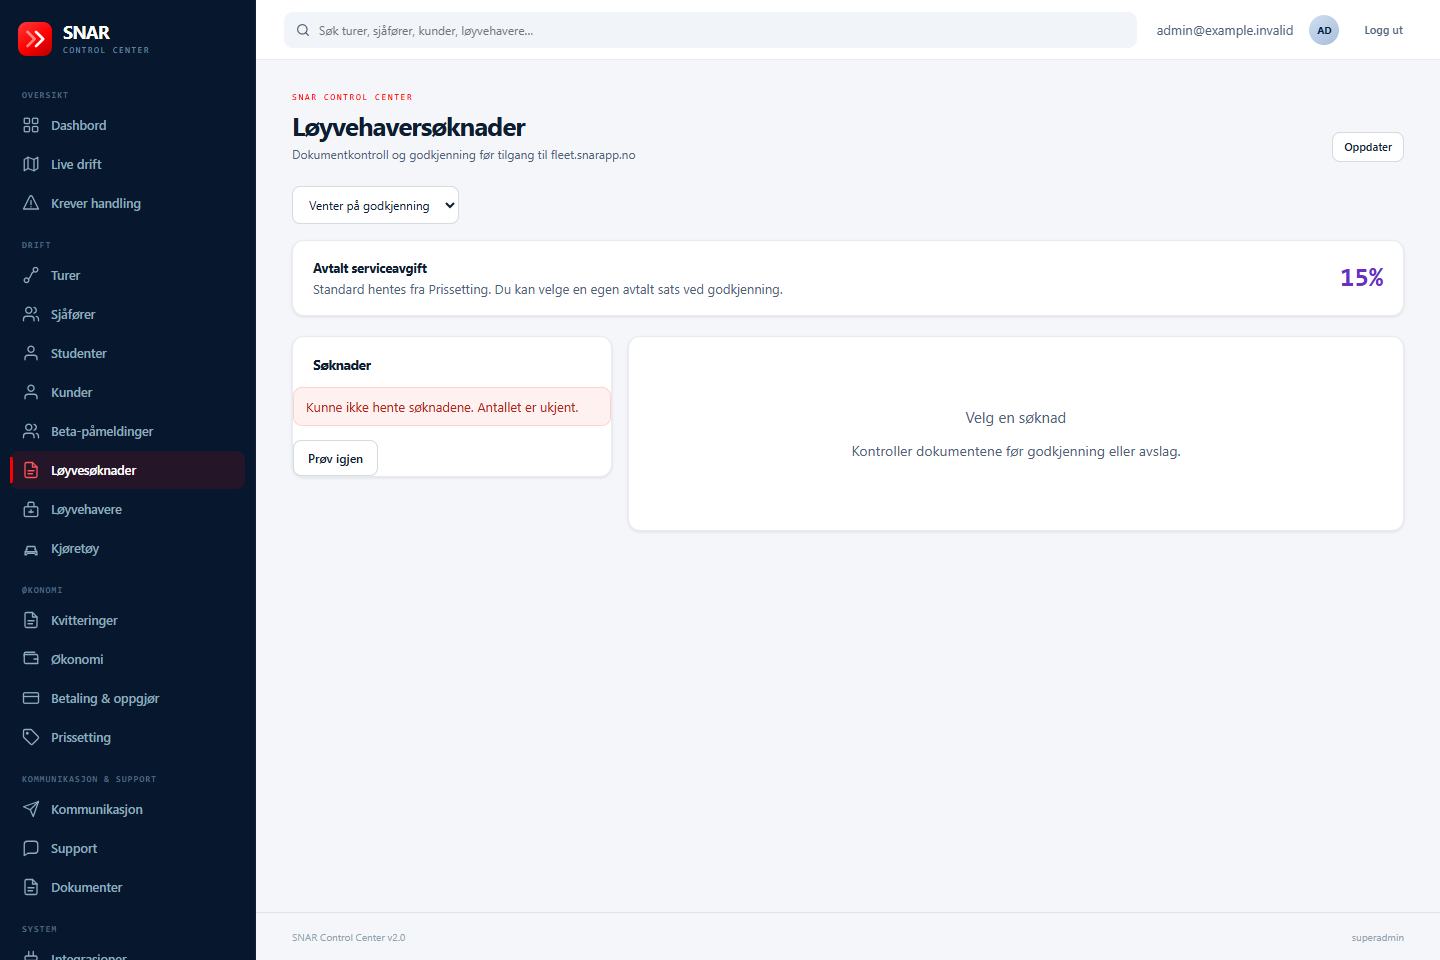 SNAR
CONTROL CENTER
OVERSIKT
Dashbord
Live drift
Krever handling
DRIFT
Turer
Sjåfører
Studenter
Kunder
Beta-påmeldinger
Løyvesøknader
Løyvehavere
Kjøretøy
ØKONOMI
Kvitteringer
Økonomi
Betaling & oppgjør
Prissetting
KOMMUNIKASJON & SUPPORT
Kommunikasjon
Support
Dokumenter
SYSTEM
Integrasjoner
Søk turer, sjåfører, kunder, løyvehavere...
admin@example.invalid
AD
Logg ut
SNAR CONTROL CENTER
Løyvehaversøknader
Dokumentkontroll og godkjenning før tilgang til fleet.snarapp.no
Oppdater
Venter på godkjenning
Avtalt serviceavgift
Standard hentes fra Prissetting. Du kan velge en egen avtalt sats ved godkjenning.
15%
Søknader
Kunne ikke hente søknadene. Antallet er ukjent.
Prøv igjen
Velg en søknad
Kontroller dokumentene før godkjenning eller avslag.
SNAR Control Center v2.0
superadmin